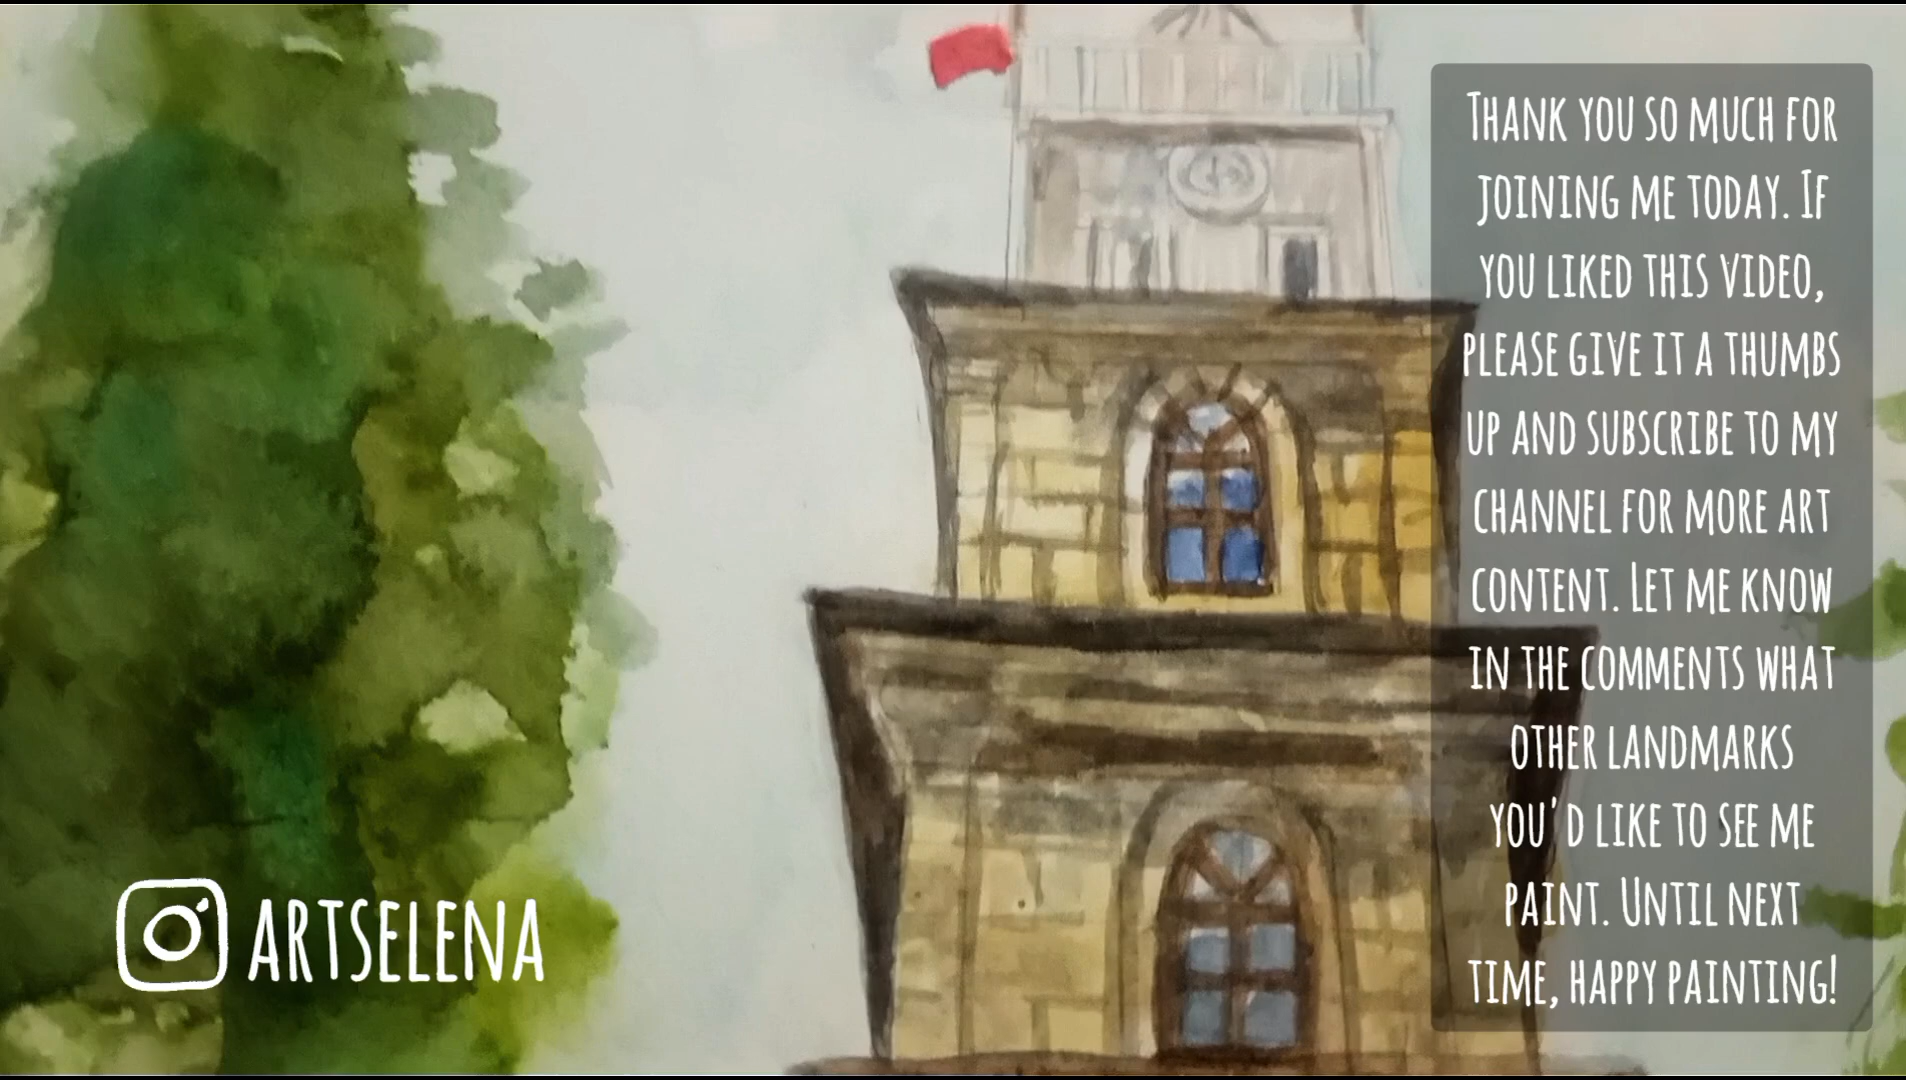 Thank you so much for
joining me today. If
you liked this video,
please give it a thumbs
up and subscribe to my
channel for more art
content. Let me know
in the comments what
other landmarks
you'd like to see me
paint. Until next
time, happy painting!
ARTSELENA